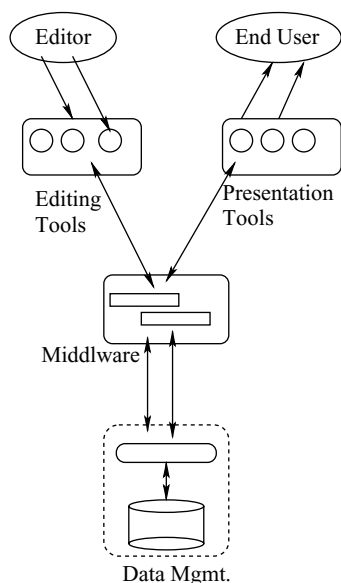 Editor
End User
Editing
Tools
Presentation
Tools
Middlware
Data Mgmt.